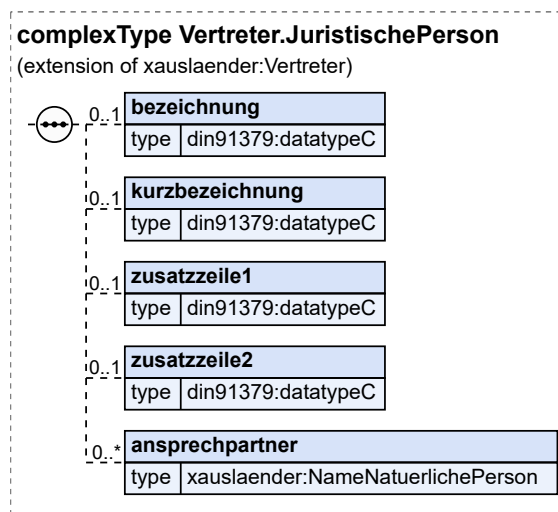 complexType Vertreter.JuristischePerson
(extension of xauslaender:Vertreter)
0..1 bezeichnung
type din91379:datatypeC
0..1 kurzbezeichnung
type din91379:datatypeC
0..1 zusatzzeile1
type din91379:datatypeC
0..1 zusatzzeile2
type din91379:datatypeC
0..* ansprechpartner
type xauslaender:NameNatuerlichePerson